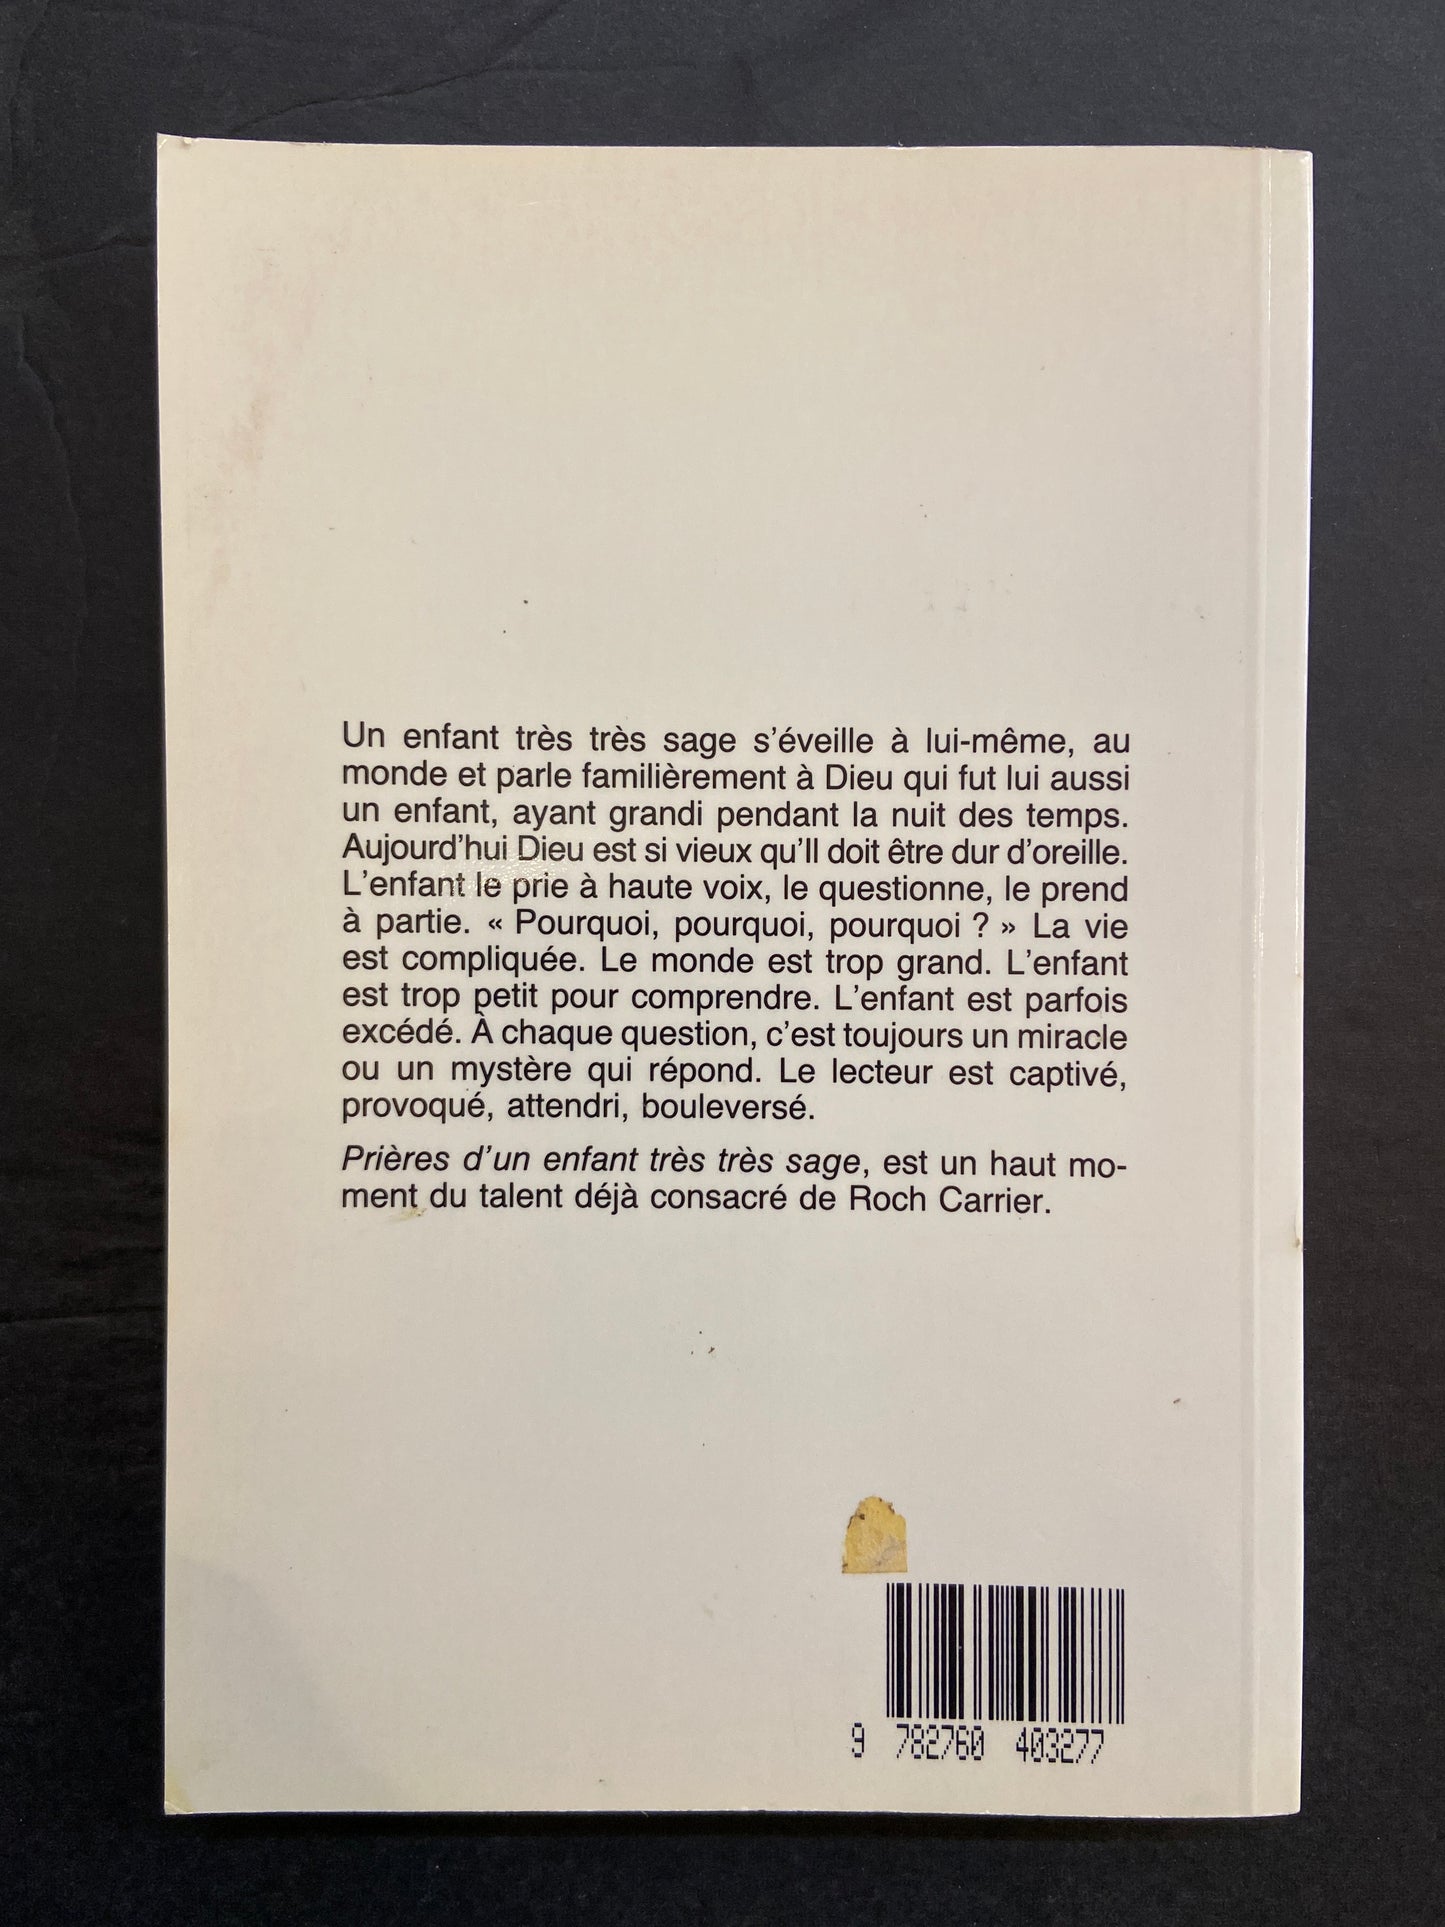 Un enfant très très sage s'éveille à lui-même, au
monde et parle familièrement à Dieu qui fut lui aussi
un enfant, ayant grandi pendant la nuit des temps.
Aujourd'hui Dieu est si vieux qu'Il doit être dur d'oreille.
L'enfant le prie à haute voix, le questionne, le prend
à partie. « Pourquoi, pourquoi, pourquoi ? » La vie
est compliquée. Le monde est trop grand. L'enfant
est trop petit pour comprendre. L'enfant est parfois
excédé. À chaque question, c'est toujours un miracle
ou un mystère qui répond. Le lecteur est captivé,
provoqué, attendri, bouleversé.
Prières d'un enfant très très sage, est un haut mo-
ment du talent déjà consacré de Roch Carrier.
9 782760 403277